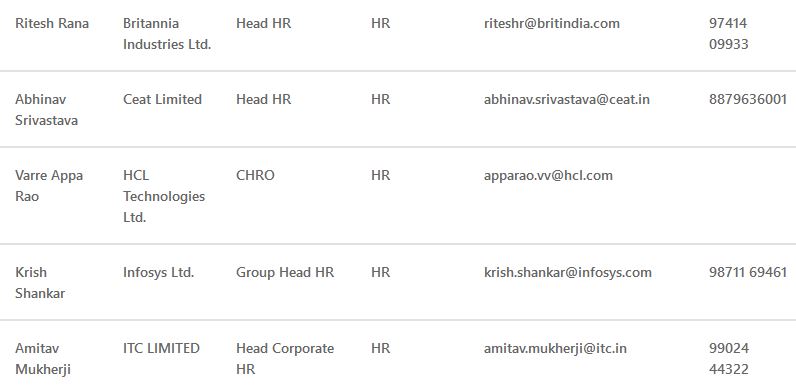 Ritesh Rana Britannia Head HR HR riteshr@britindia.com 97414
Industries Ltd. 09933
Abhinav Ceat Limited Head HR HR abhinav.srivastava@ceat.in 8879636001
Srivastava
Varre Appa HCL CHRO HR apparao.vv@hcl.com
Rao Technologies
Ltd.
Krish Infosys Ltd. Group Head HR HR krish.shankar@infosys.com 98711 69461
Shankar
Amitav ITC LIMITED Head Corporate HR amitav.mukherji@itc.in 99024
Mukherji HR 44322